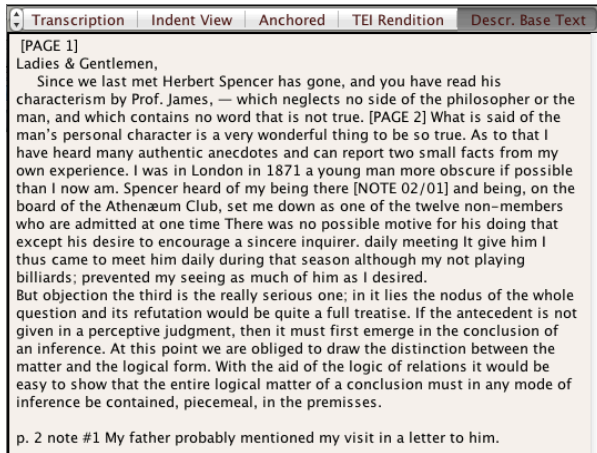 Transcription Indent View Anchored TEI Rendition Descr. Base Text
[PAGE 1]
Ladies & Gentlemen,
Since we last met Herbert Spencer has gone, and you have read his
characterism by Prof. James, — which neglects no side of the philosopher or the
man, and which contains no word that is not true. [PAGE 2] What is said of the
man's personal character is a very wonderful thing to be so true. As to that I
have heard many authentic anecdotes and can report two small facts from my
own experience. I was in London in 1871 a young man more obscure if possible
than I now am. Spencer heard of my being there [NOTE 02/01] and being, on the
board of the Athenæum Club, set me down as one of the twelve non-members
who are admitted at one time There was no possible motive for his doing that
except his desire to encourage a sincere inquirer. daily meeting It give him I
thus came to meet him daily during that season although my not playing
billiards; prevented my seeing as much of him as I desired.
But objection the third is the really serious one; in it lies the nodus of the whole
question and its refutation would be quite a full treatise. If the antecedent is not
given in a perceptive judgment, then it must first emerge in the conclusion of
an inference. At this point we are obliged to draw the distinction between the
matter and the logical form. With the aid of the logic of relations it would be
easy to show that the entire logical matter of a conclusion must in any mode of
inference be contained, piecemeal, in the premisses.
p. 2 note #1 My father probably mentioned my visit in a letter to him.